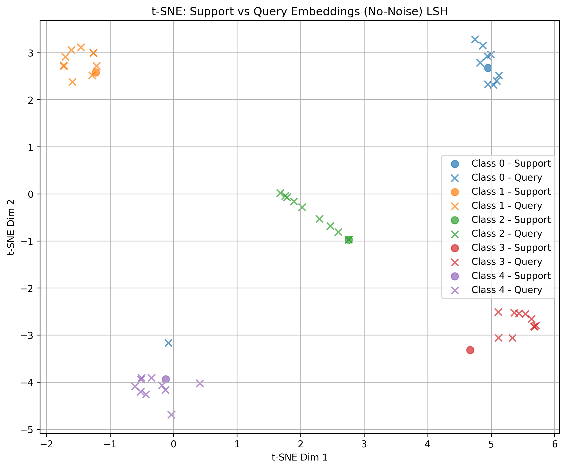 t-SNE: Support vs Query Embeddings (No-Noise) LSH
3
2
1
0
−1
−2
−3
−4
−5
t-SNE Dim 2
Class 0 - Support
Class 0 - Query
Class 1 - Support
Class 1 - Query
Class 2 - Support
Class 2 - Query
Class 3 - Support
Class 3 - Query
Class 4 - Support
Class 4 - Query
−2 −1 0 1 2 3 4 5 6
t-SNE Dim 1